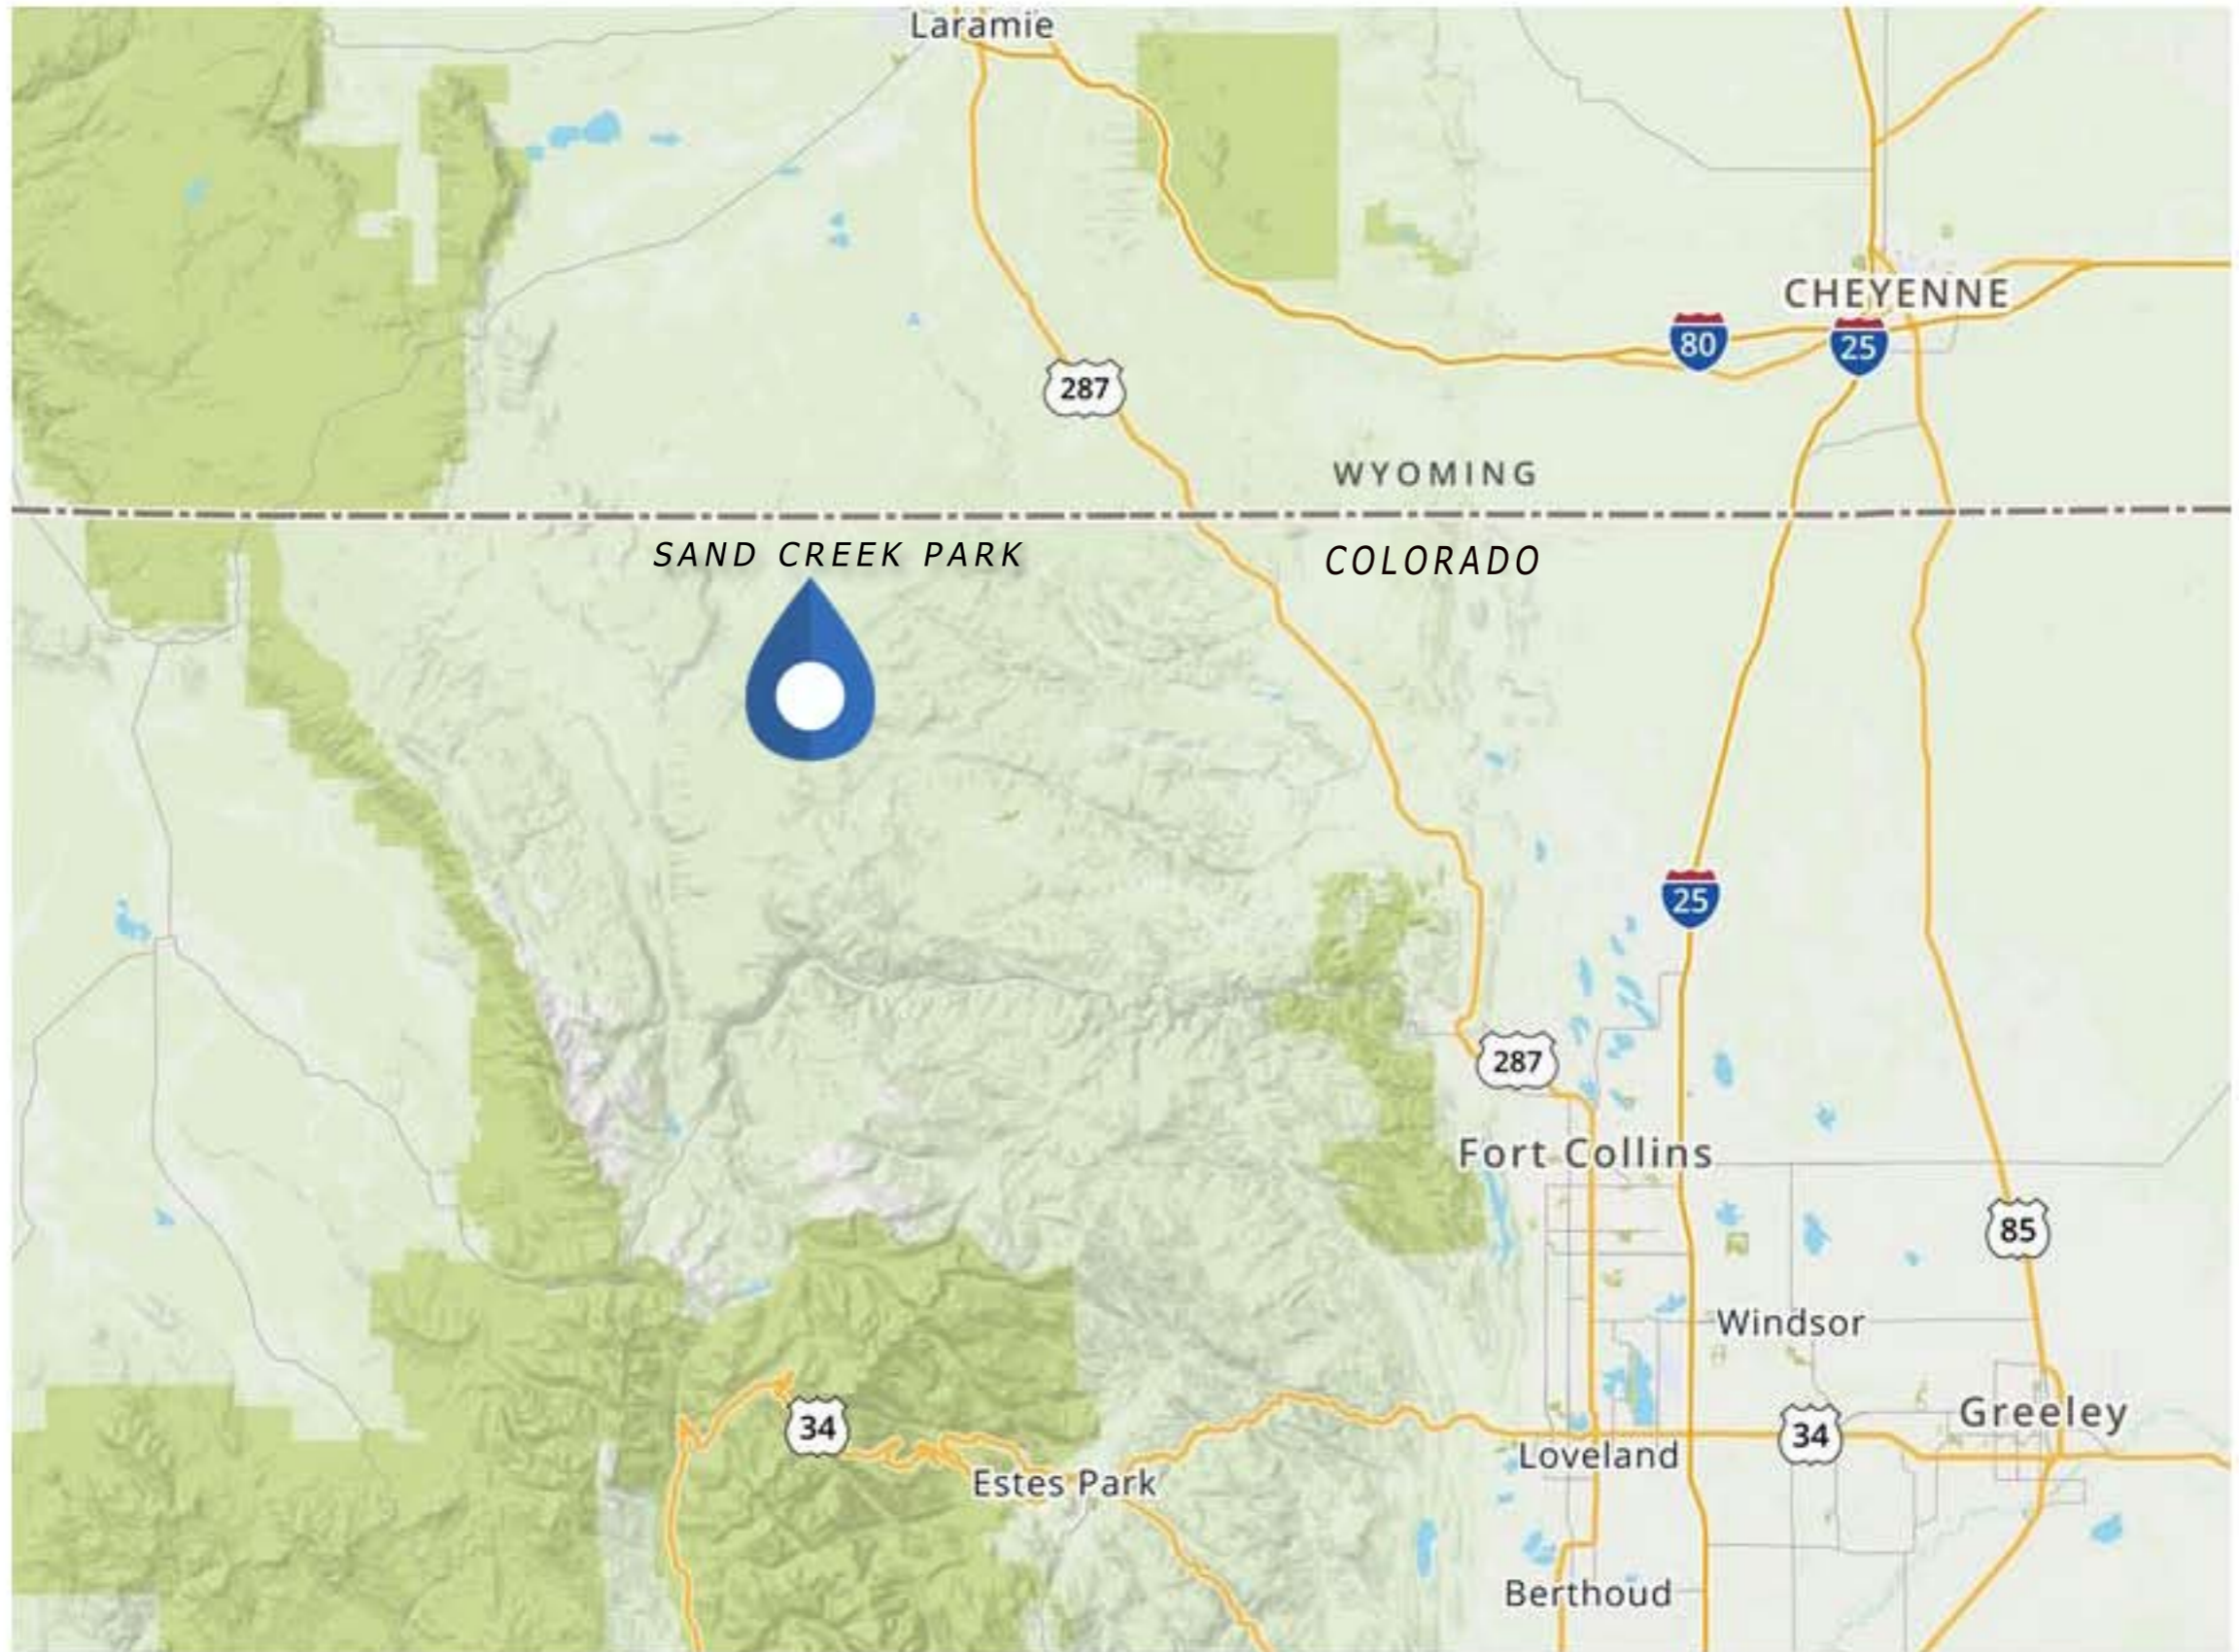 Laramie
CHEYENNE
80
25
287
WYOMING
SAND CREEK PARK
COLORADO
25
287
Fort Collins
85
Windsor
Greeley
34
34
Loveland
Estes Park
Berthoud